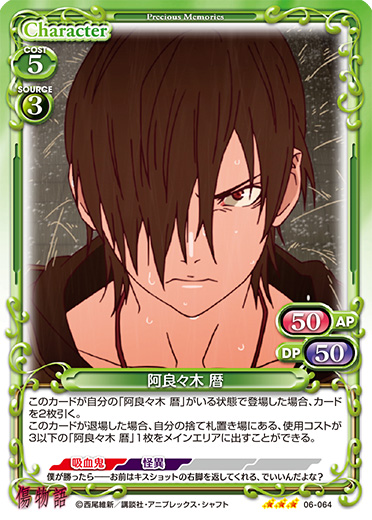 Precious Memories
Character
COST
5
SOURCE
3
50 AP
DP 50
阿良々木 暦
このカードが自分の「阿良々木 暦」がいる状態で登場した場合、カード
を2枚引く。
このカードが退場した場合、自分の捨て札置き場にある、使用コストが
3以下の「阿良々木 暦」1枚をメインエリアに出すことができる。
吸血鬼 怪異
僕が勝ったら──お前はキスショットの右脚を返してくれる、でいいんだよな?
傷物語
©西尾維新/講談社・アニプレックス・シャフト
06-064